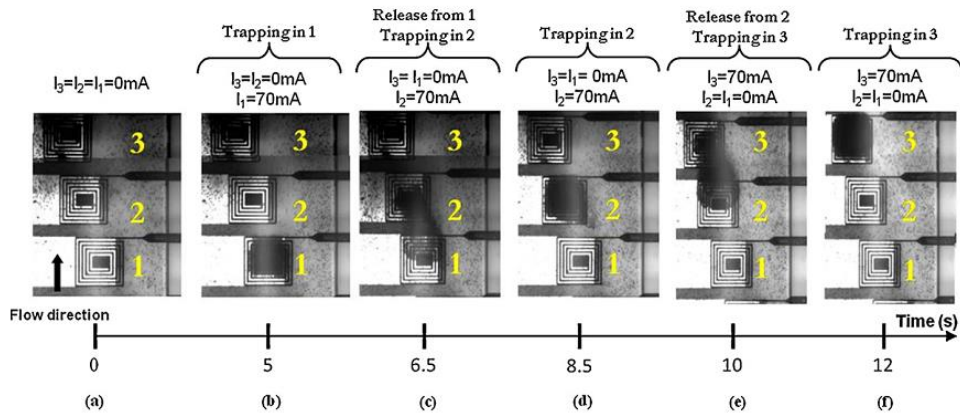 Release from 1
Release from 2
Trapping in 1
Trapping in 2
Trapping in 2
Trapping in 3
Trapping in 3
I₃=I₂=I₁=0mA
I₃=I₂=0mA
I₁=70mA
I₃= I₁=0mA
I₂=70mA
I₃=I₁= 0mA
I₂=70mA
I₃=70mA
I₂=I₁=0mA
I₃=70mA
I₂=I₁=0mA
3 3 3 3 3 3
2 2 2 2 2 2
1 1 1 1 1 1
Flow direction
Time (s)
0 5 6.5 8.5 10 12
(a) (b) (c) (d) (e) (f)